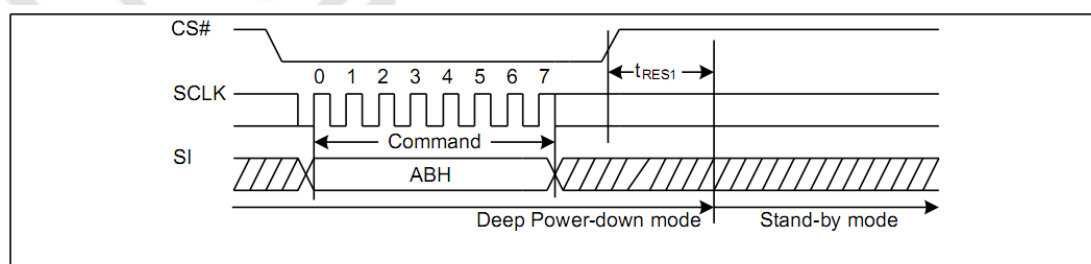 CS#
tRES1
0 1 2 3 4 5 6 7
SCLK
Command
SI
ABH
Deep Power-down mode Stand-by mode